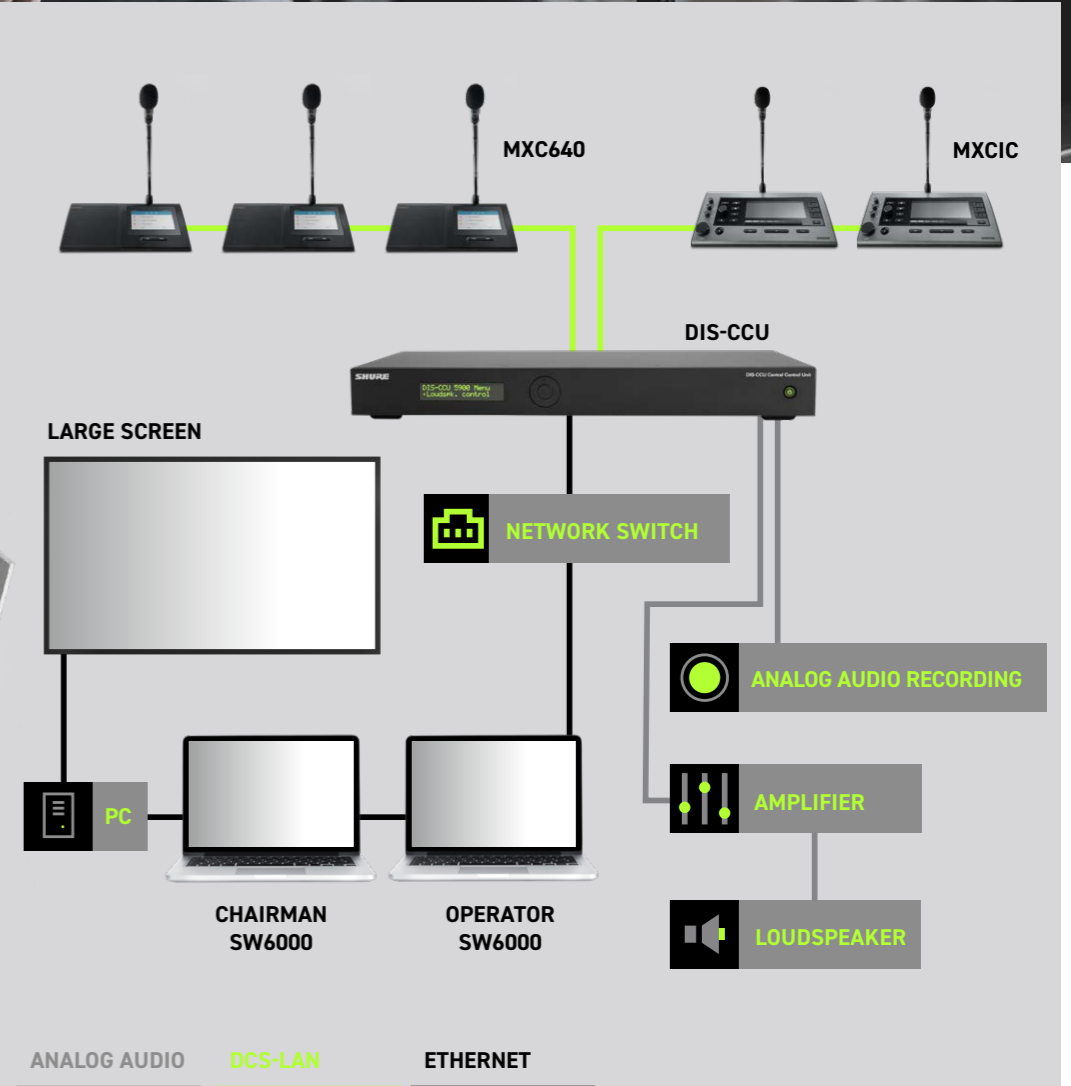 MXC640
MXCIC
DIS-CCU
SHURE
DIS-CCU Central Control Unit
DIS-CCU 5900 Menu
•Loudspk. control
LARGE SCREEN
NETWORK SWITCH
ANALOG AUDIO RECORDING
AMPLIFIER
PC
CHAIRMAN
SW6000
OPERATOR
SW6000
LOUDSPEAKER
ANALOG AUDIO
DCS-LAN
ETHERNET